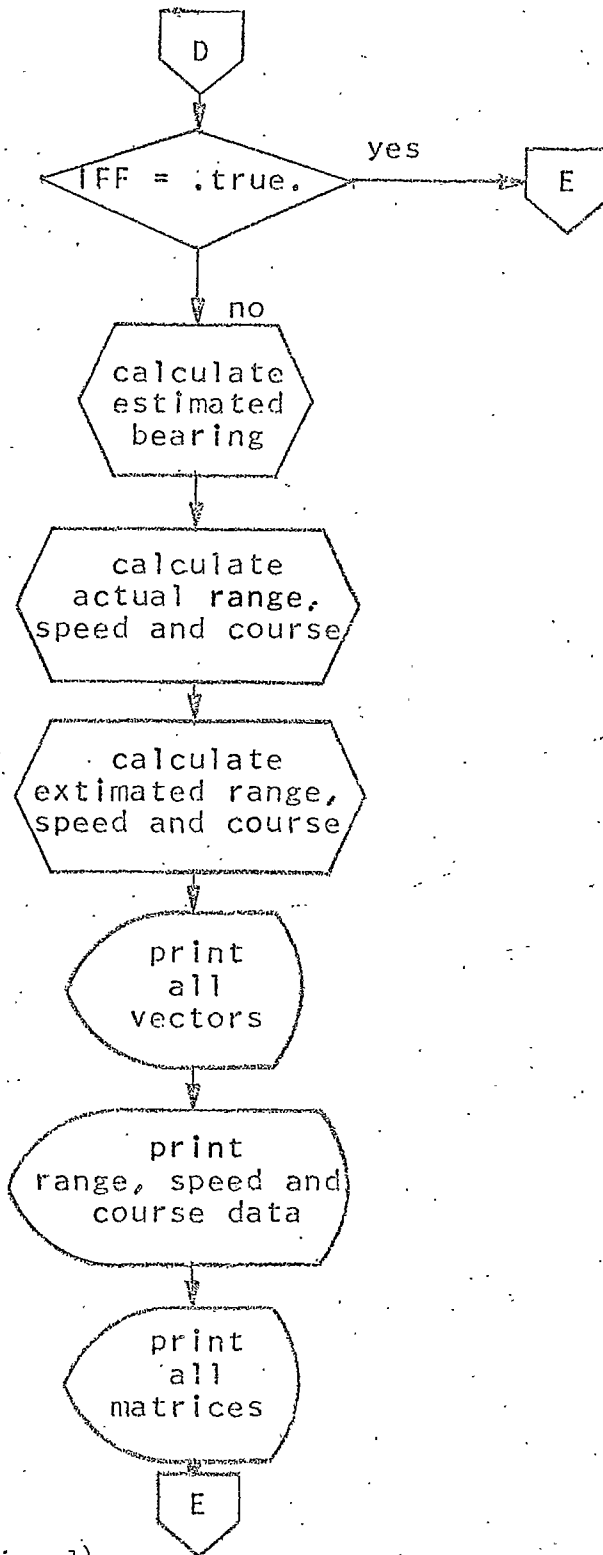 D
IFF = .true.
yes
E
no
calculate
estimated
bearing
calculate
actual range,
speed and course
calculate
extimated range,
speed and course
print
all
vectors
print
range, speed and
course data
print
all
matrices
E